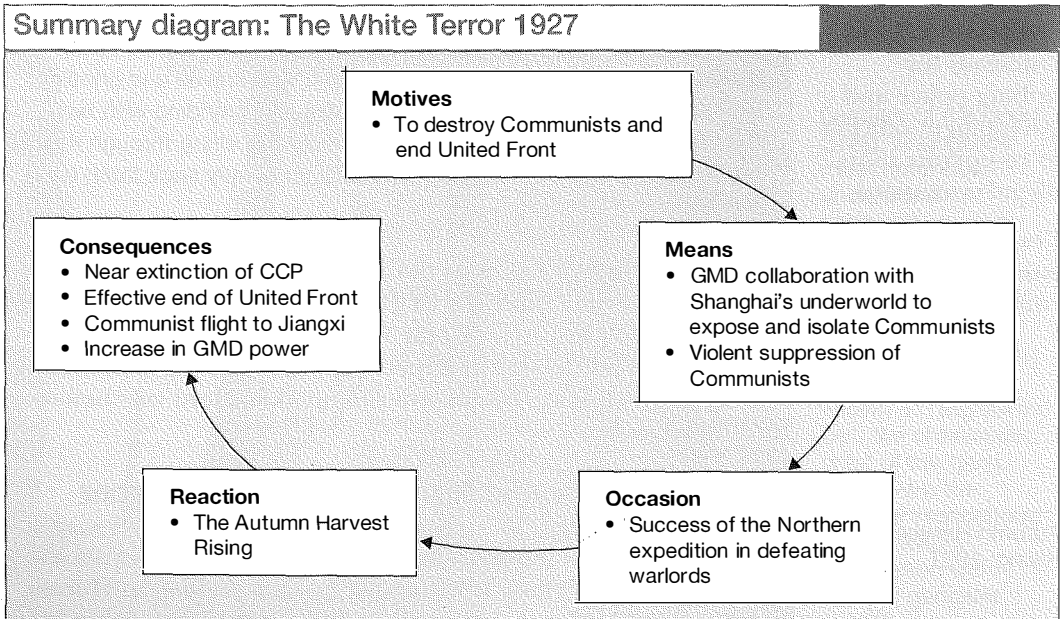 Summary diagram: The White Terror 1927
Motives
• To destroy Communists and
end United Front
Means
• GMD collaboration with
Shanghai's underworld to
expose and isolate Communists
• Violent suppression of
Communists
Occasion
• Success of the Northern
expedition in defeating
warlords
Reaction
• The Autumn Harvest
Rising
Consequences
• Near extinction of CCP
• Effective end of United Front
• Communist flight to Jiangxi
• Increase in GMD power